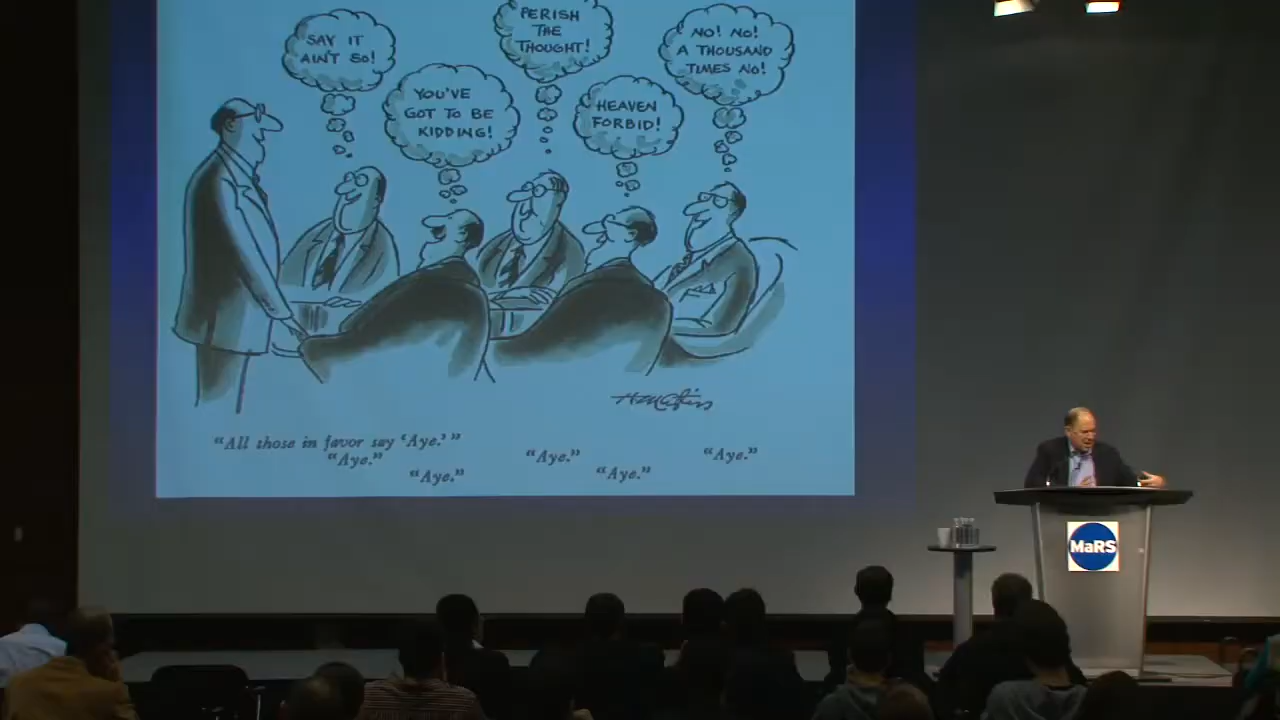 SAY IT
AIN'T SO!
YOU'VE
GOT TO BE
KIDDING!
PERISH
THE
THOUGHT!
HEAVEN
FORBID!
NO! NO!
A THOUSAND
TIMES NO!
"All those in favor say 'Aye.'"
"Aye."
"Aye."
"Aye."
"Aye."
"Aye."
MaRS